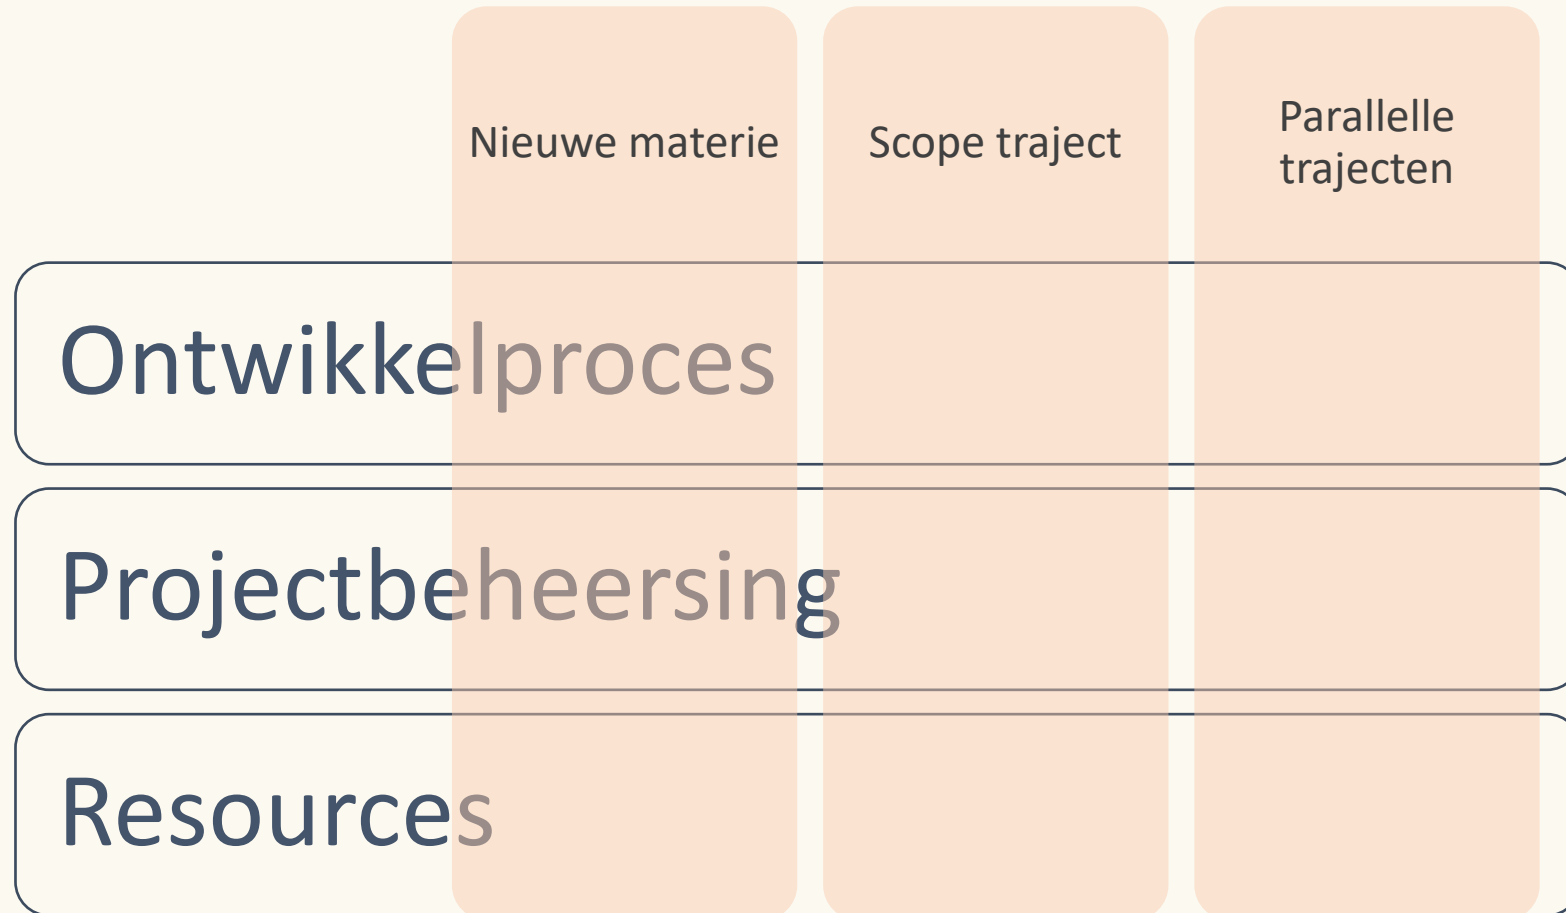 Nieuwe materie
Scope traject
Parallelle
trajecten
Ontwikkelproces
Projectbeheersing
Resources